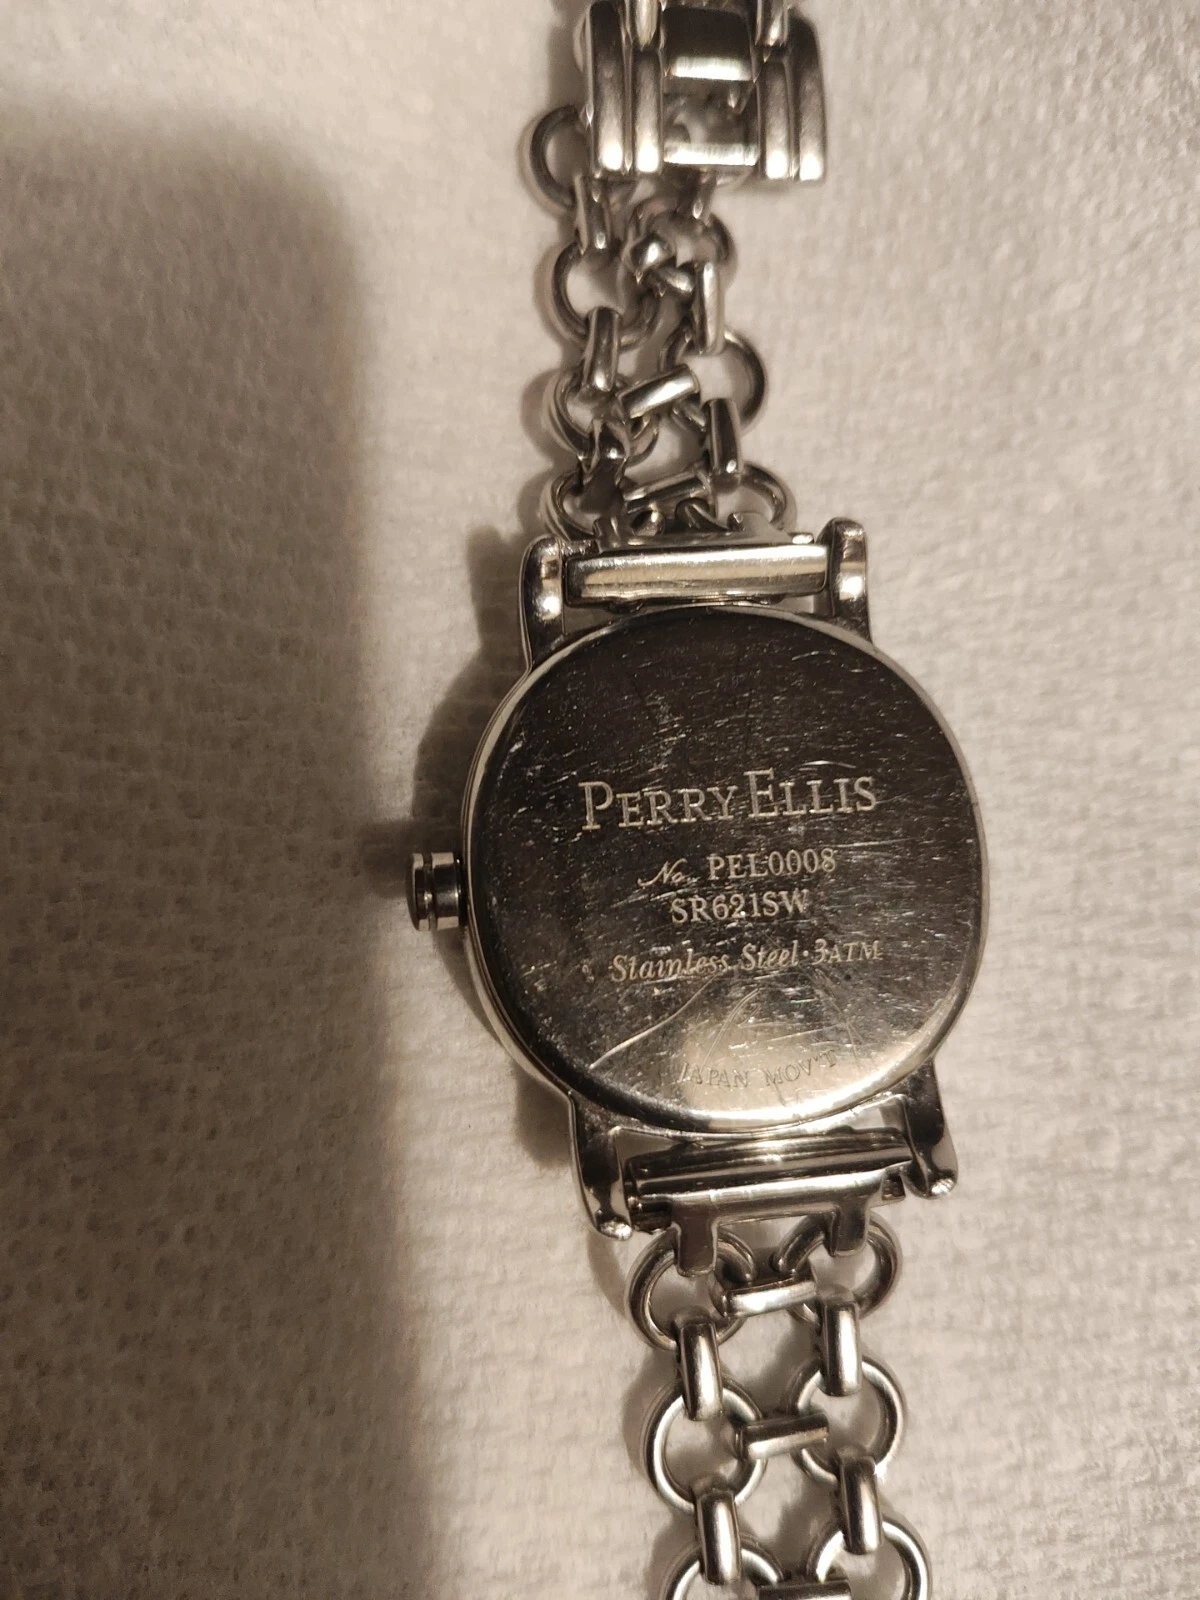 PERRY ELLIS
No. PEL0008
SR621SW
Stainless Steel · 3ATM
JAPAN MOV'T